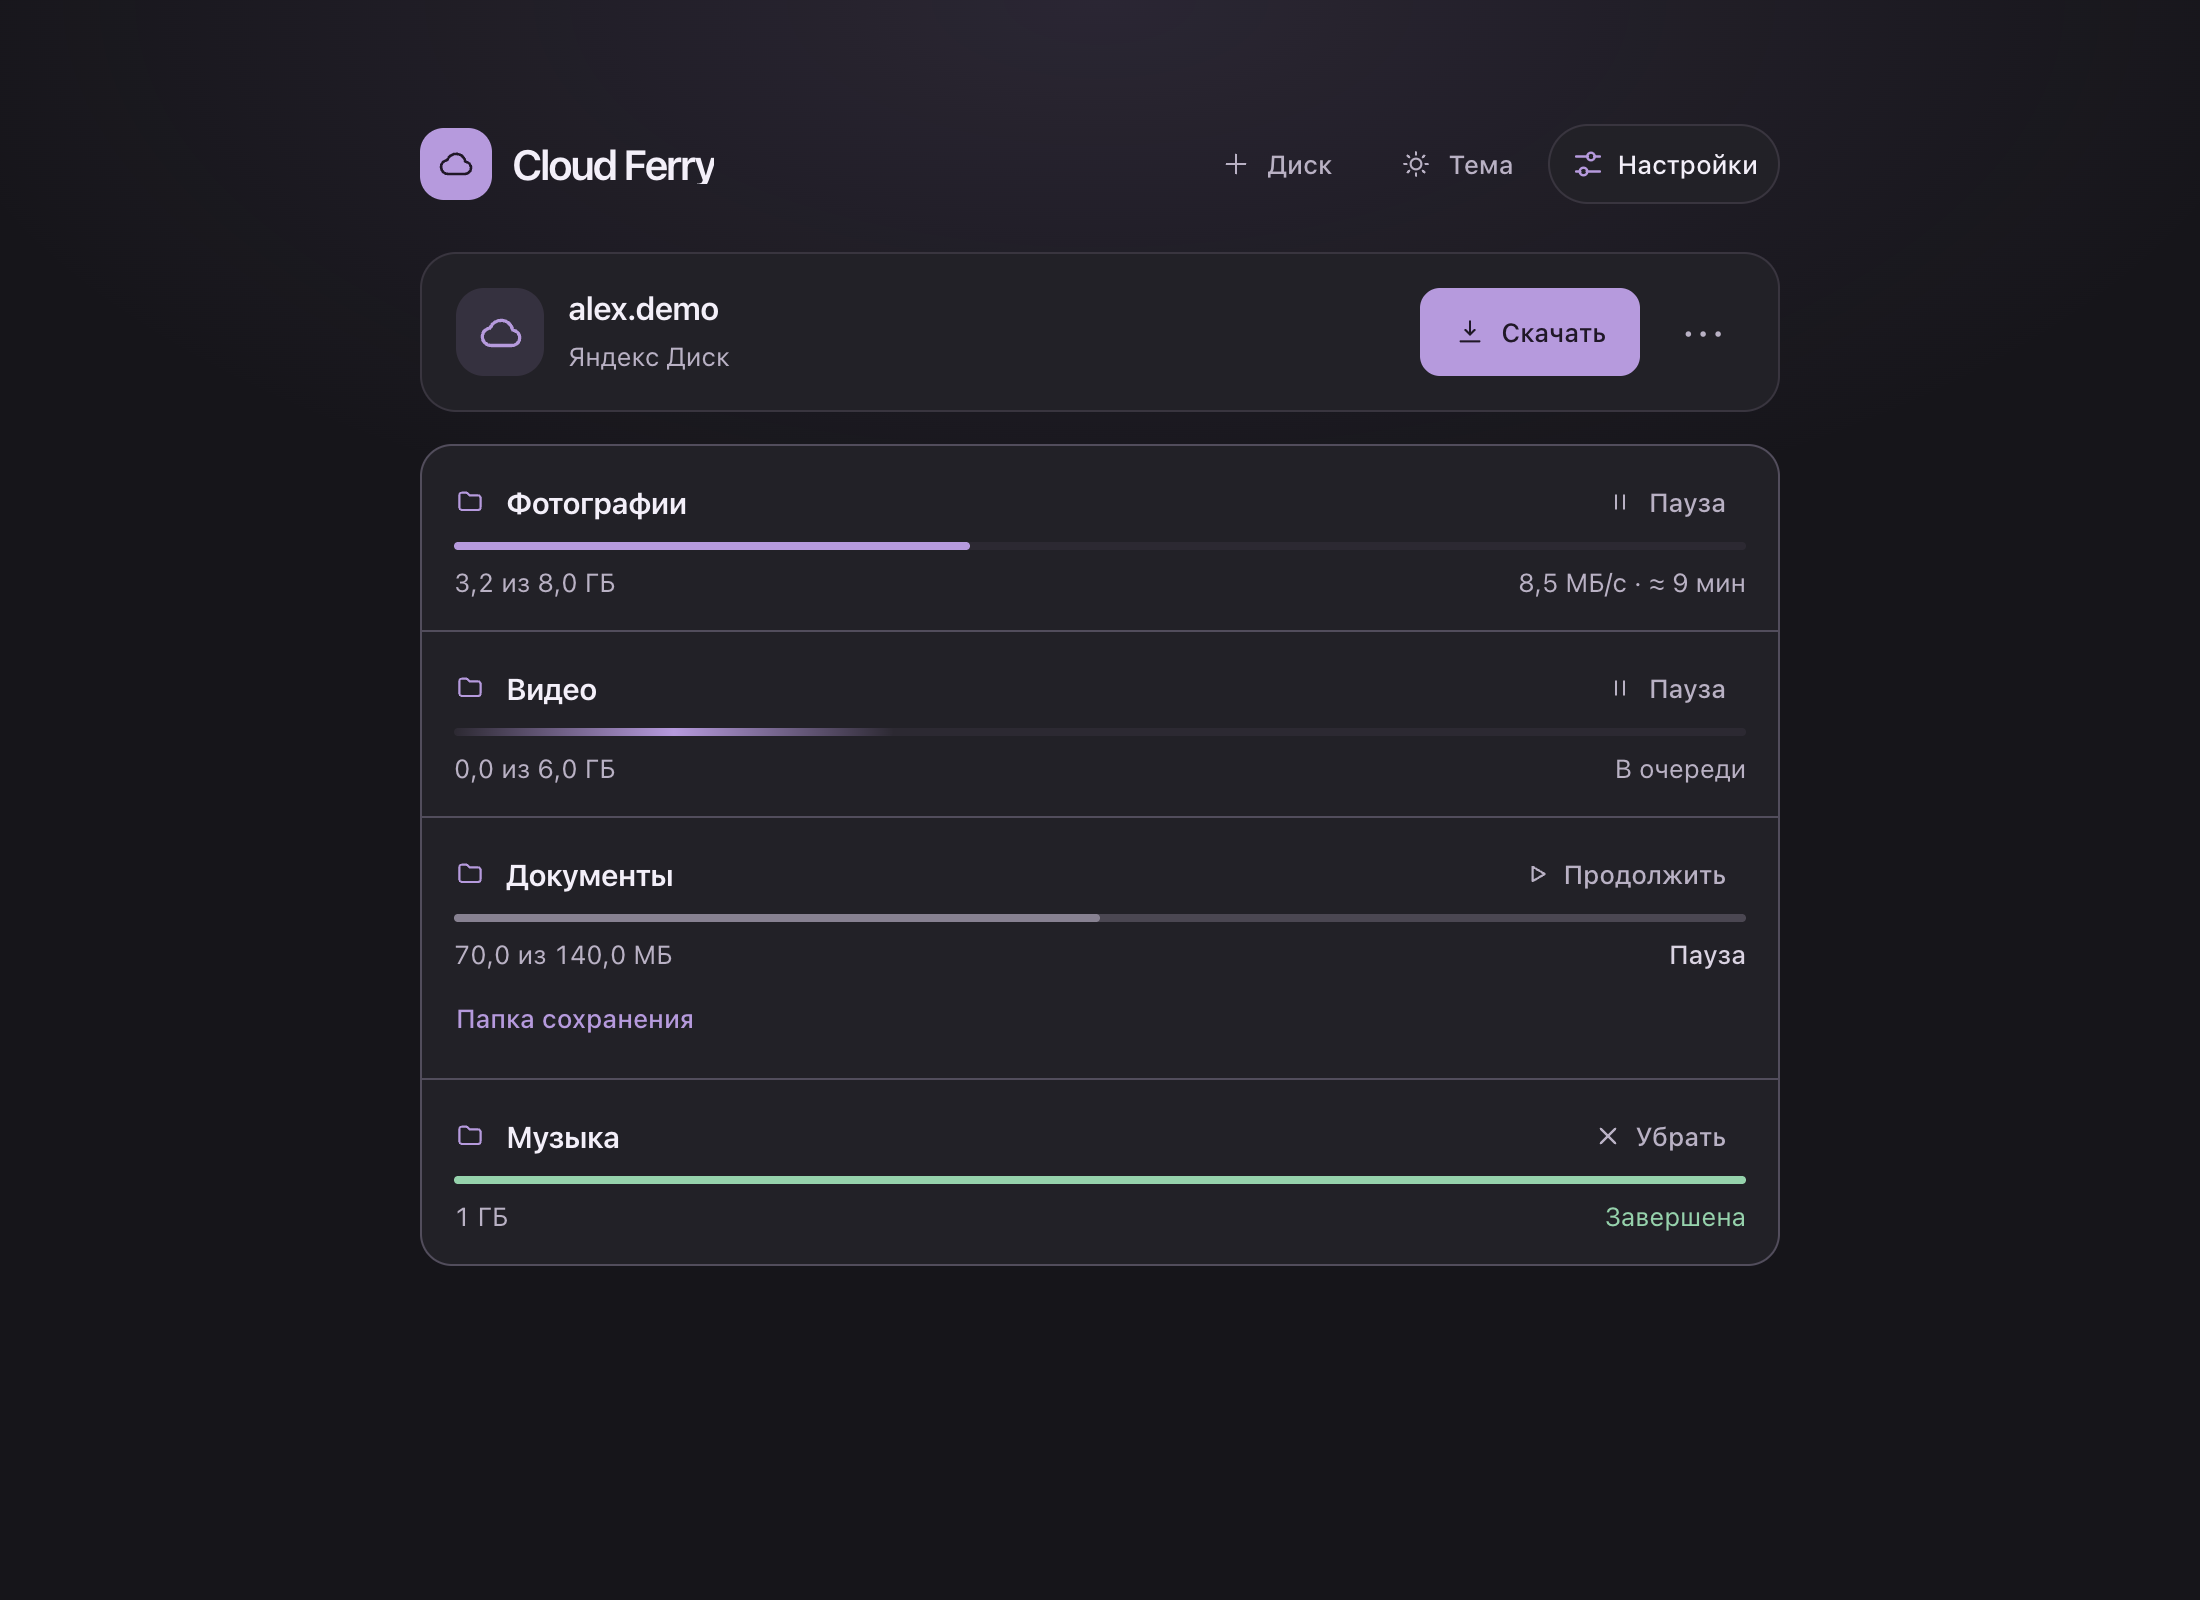 Cloud Ferry
Диск
Тема
Настройки
alex.demo
Яндекс Диск
Скачать
Фотографии
Пауза
3,2 из 8,0 ГБ
8,5 МБ/с · ≈ 9 мин
Видео
Пауза
0,0 из 6,0 ГБ
В очереди
Документы
Продолжить
70,0 из 140,0 МБ
Пауза
Папка сохранения
Музыка
Убрать
1 ГБ
Завершена